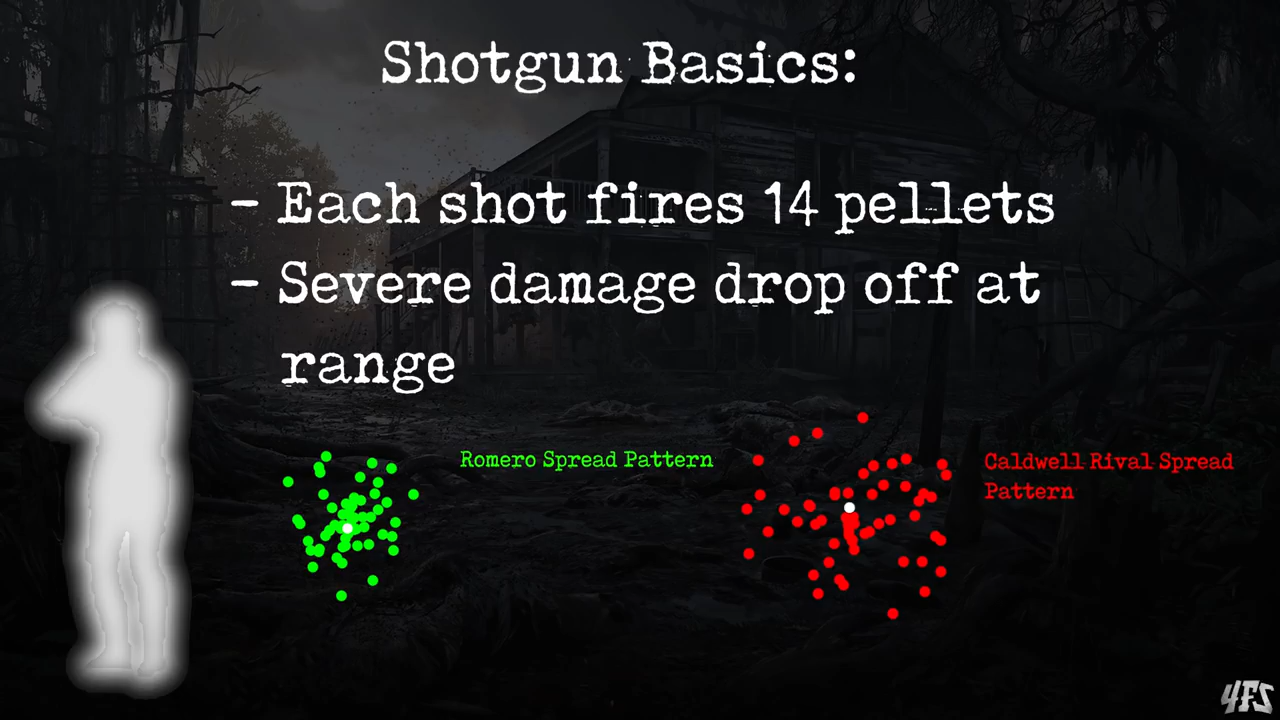 Shotgun Basics:
- Each shot fires 14 pellets
- Severe damage drop off at
range
Romero Spread Pattern
Caldwell Rival Spread
Pattern
4FS